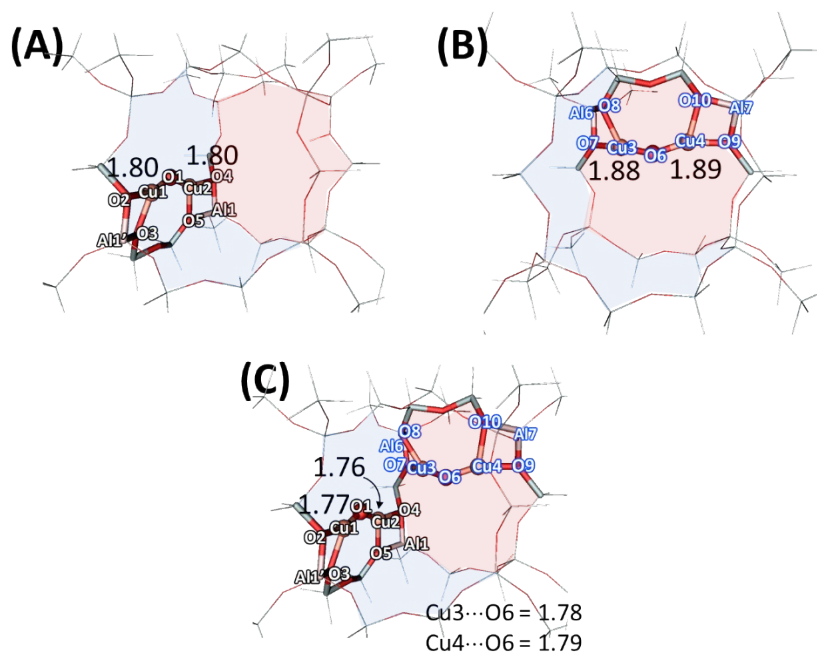 (A)
1.80 1.80
O1 O4
O2 Cu1 Cu2
O3 O5 Al1
Al1'
(B)
O8 O10 Al7
Al6
O7 Cu3 O6 Cu4 O9
1.88 1.89
(C)
O8 O10
Al6 Al7
O7 Cu3 O6 Cu4 O9
1.76
1.77 O1 O4
O2 Cu1 Cu2
O5 Al1
Al1' O3
Cu3···O6 = 1.78
Cu4···O6 = 1.79